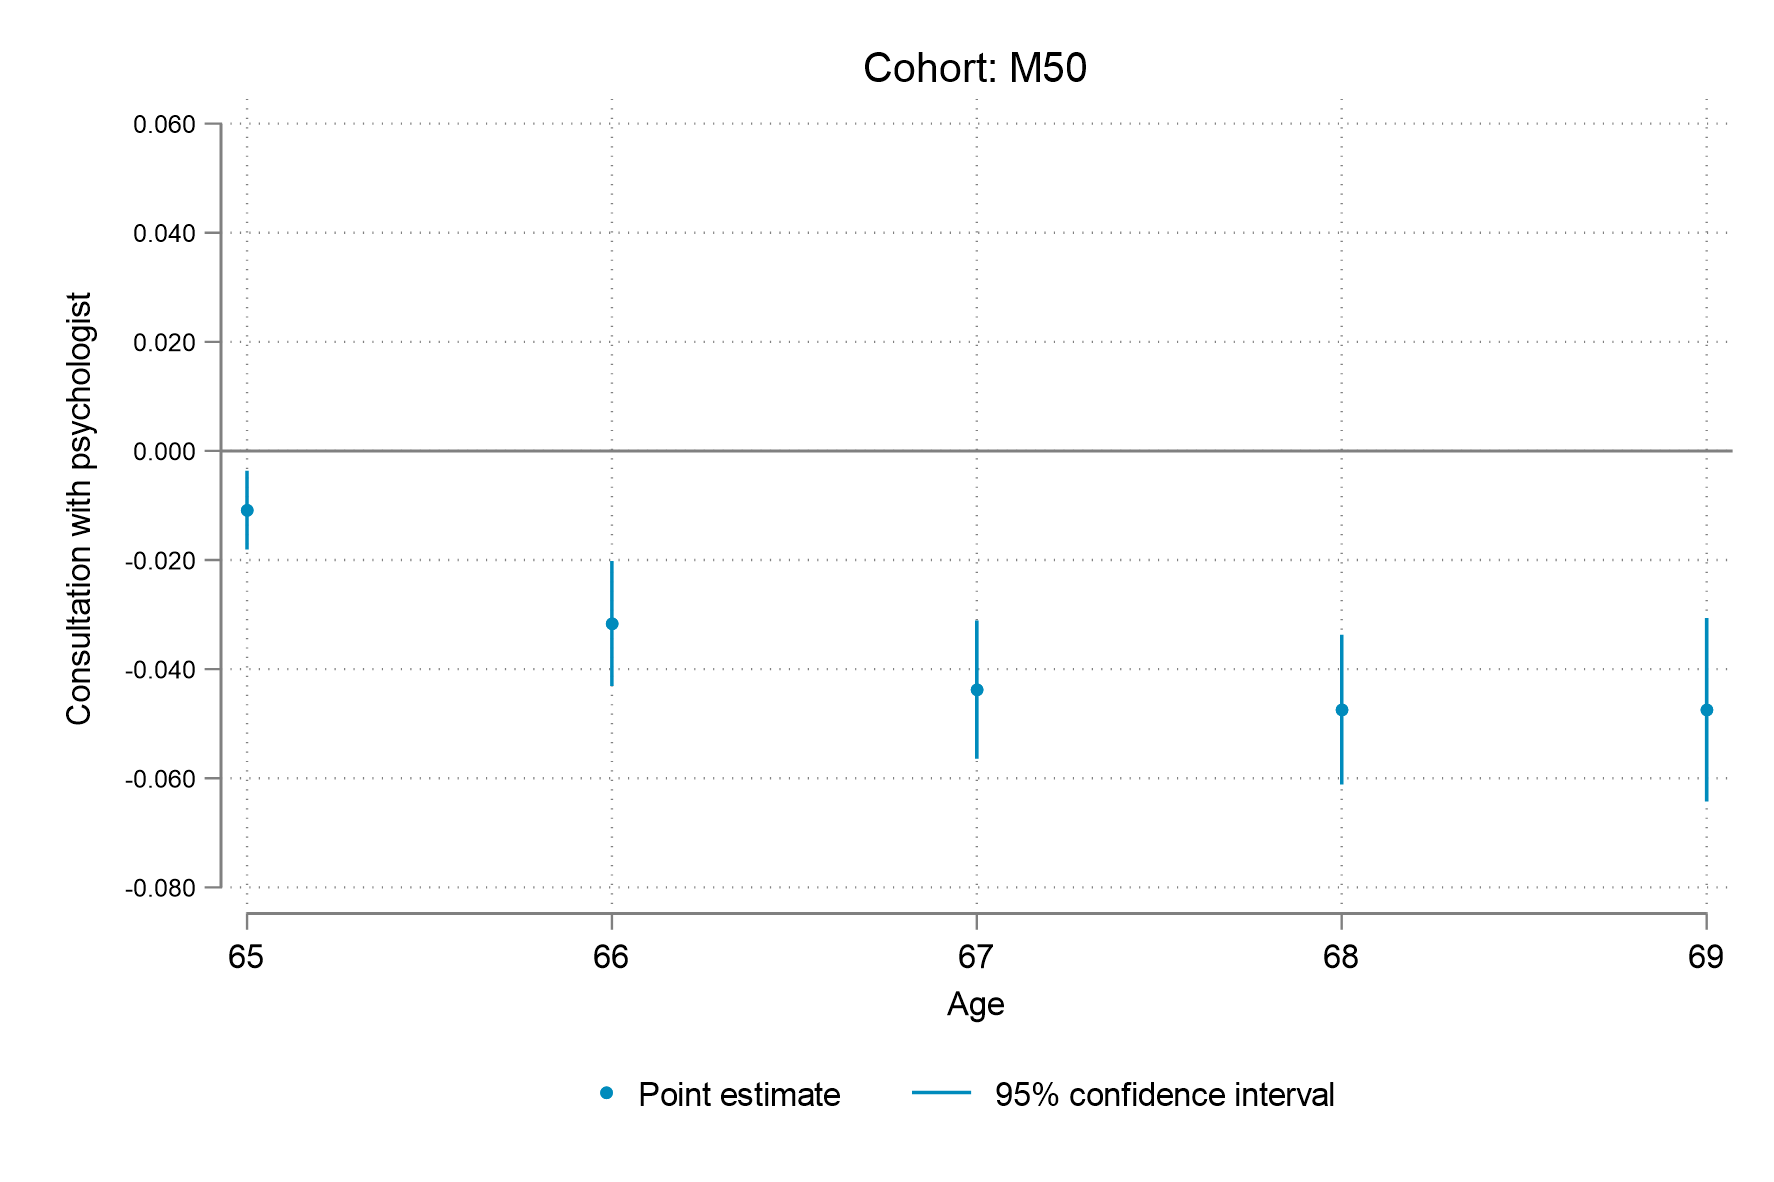 Cohort: M50
0.060
0.040
0.020
0.000
-0.020
-0.040
-0.060
-0.080
Consultation with psychologist
65 66 67 68 69
Age
Point estimate 95% confidence interval